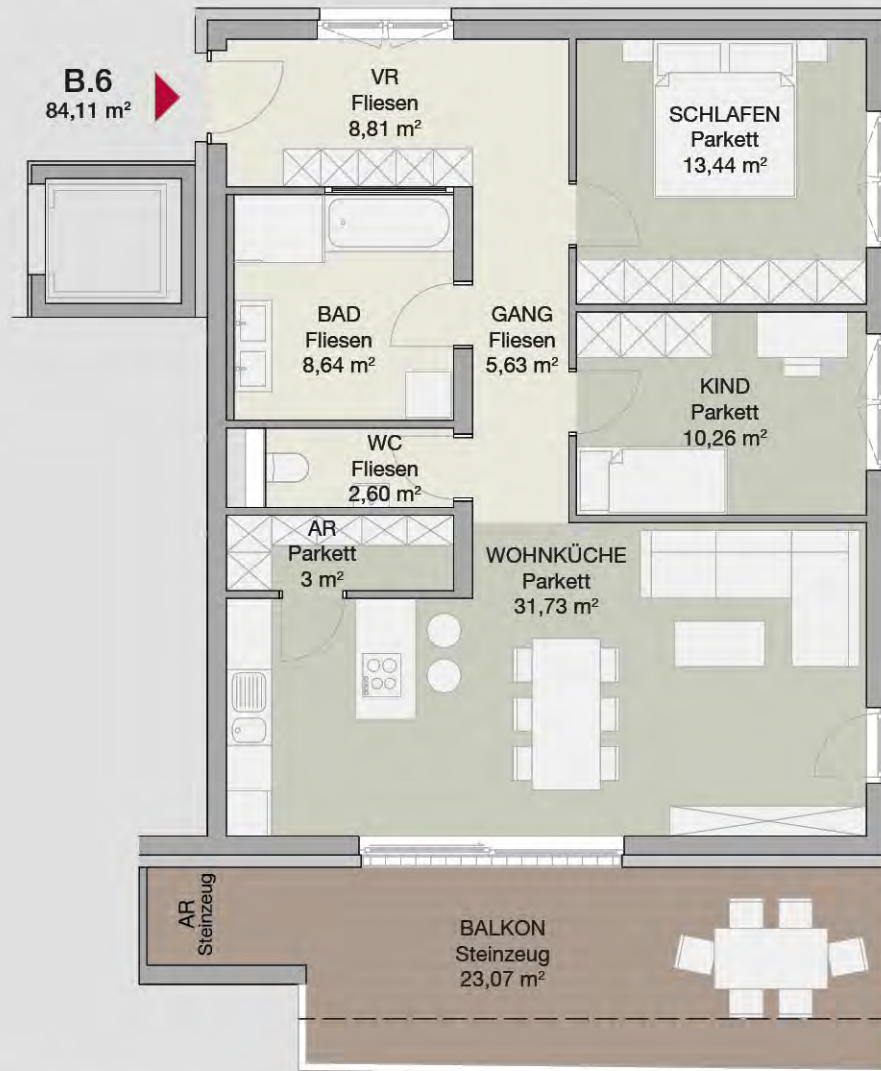 B.6
84,11 m²
VR
Fliesen
8,81 m²
SCHLAFEN
Parkett
13,44 m²
BAD
Fliesen
8,64 m²
GANG
Fliesen
5,63 m²
KIND
Parkett
10,26 m²
WC
Fliesen
2,60 m²
AR
Parkett
3 m²
WOHNKÜCHE
Parkett
31,73 m²
AR
Steinzeug
BALKON
Steinzeug
23,07 m²